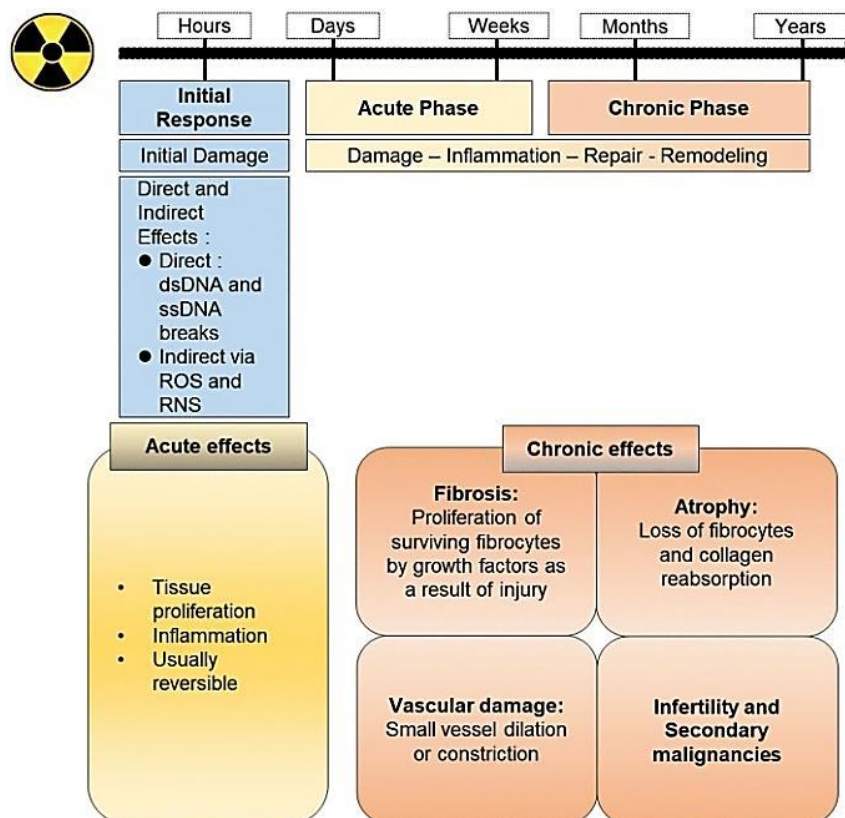 Hours
Days
Weeks
Months
Years
Initial
Response
Acute Phase
Chronic Phase
Initial Damage
Damage – Inflammation – Repair - Remodeling
Direct and
Indirect
Effects :
● Direct :
dsDNA and
ssDNA
breaks
● Indirect via
ROS and
RNS
Acute effects
• Tissue
proliferation
• Inflammation
• Usually
reversible
Chronic effects
Fibrosis:
Proliferation of
surviving fibrocytes
by growth factors as
a result of injury
Atrophy:
Loss of fibrocytes
and collagen
reabsorption
Vascular damage:
Small vessel dilation
or constriction
Infertility and
Secondary
malignancies